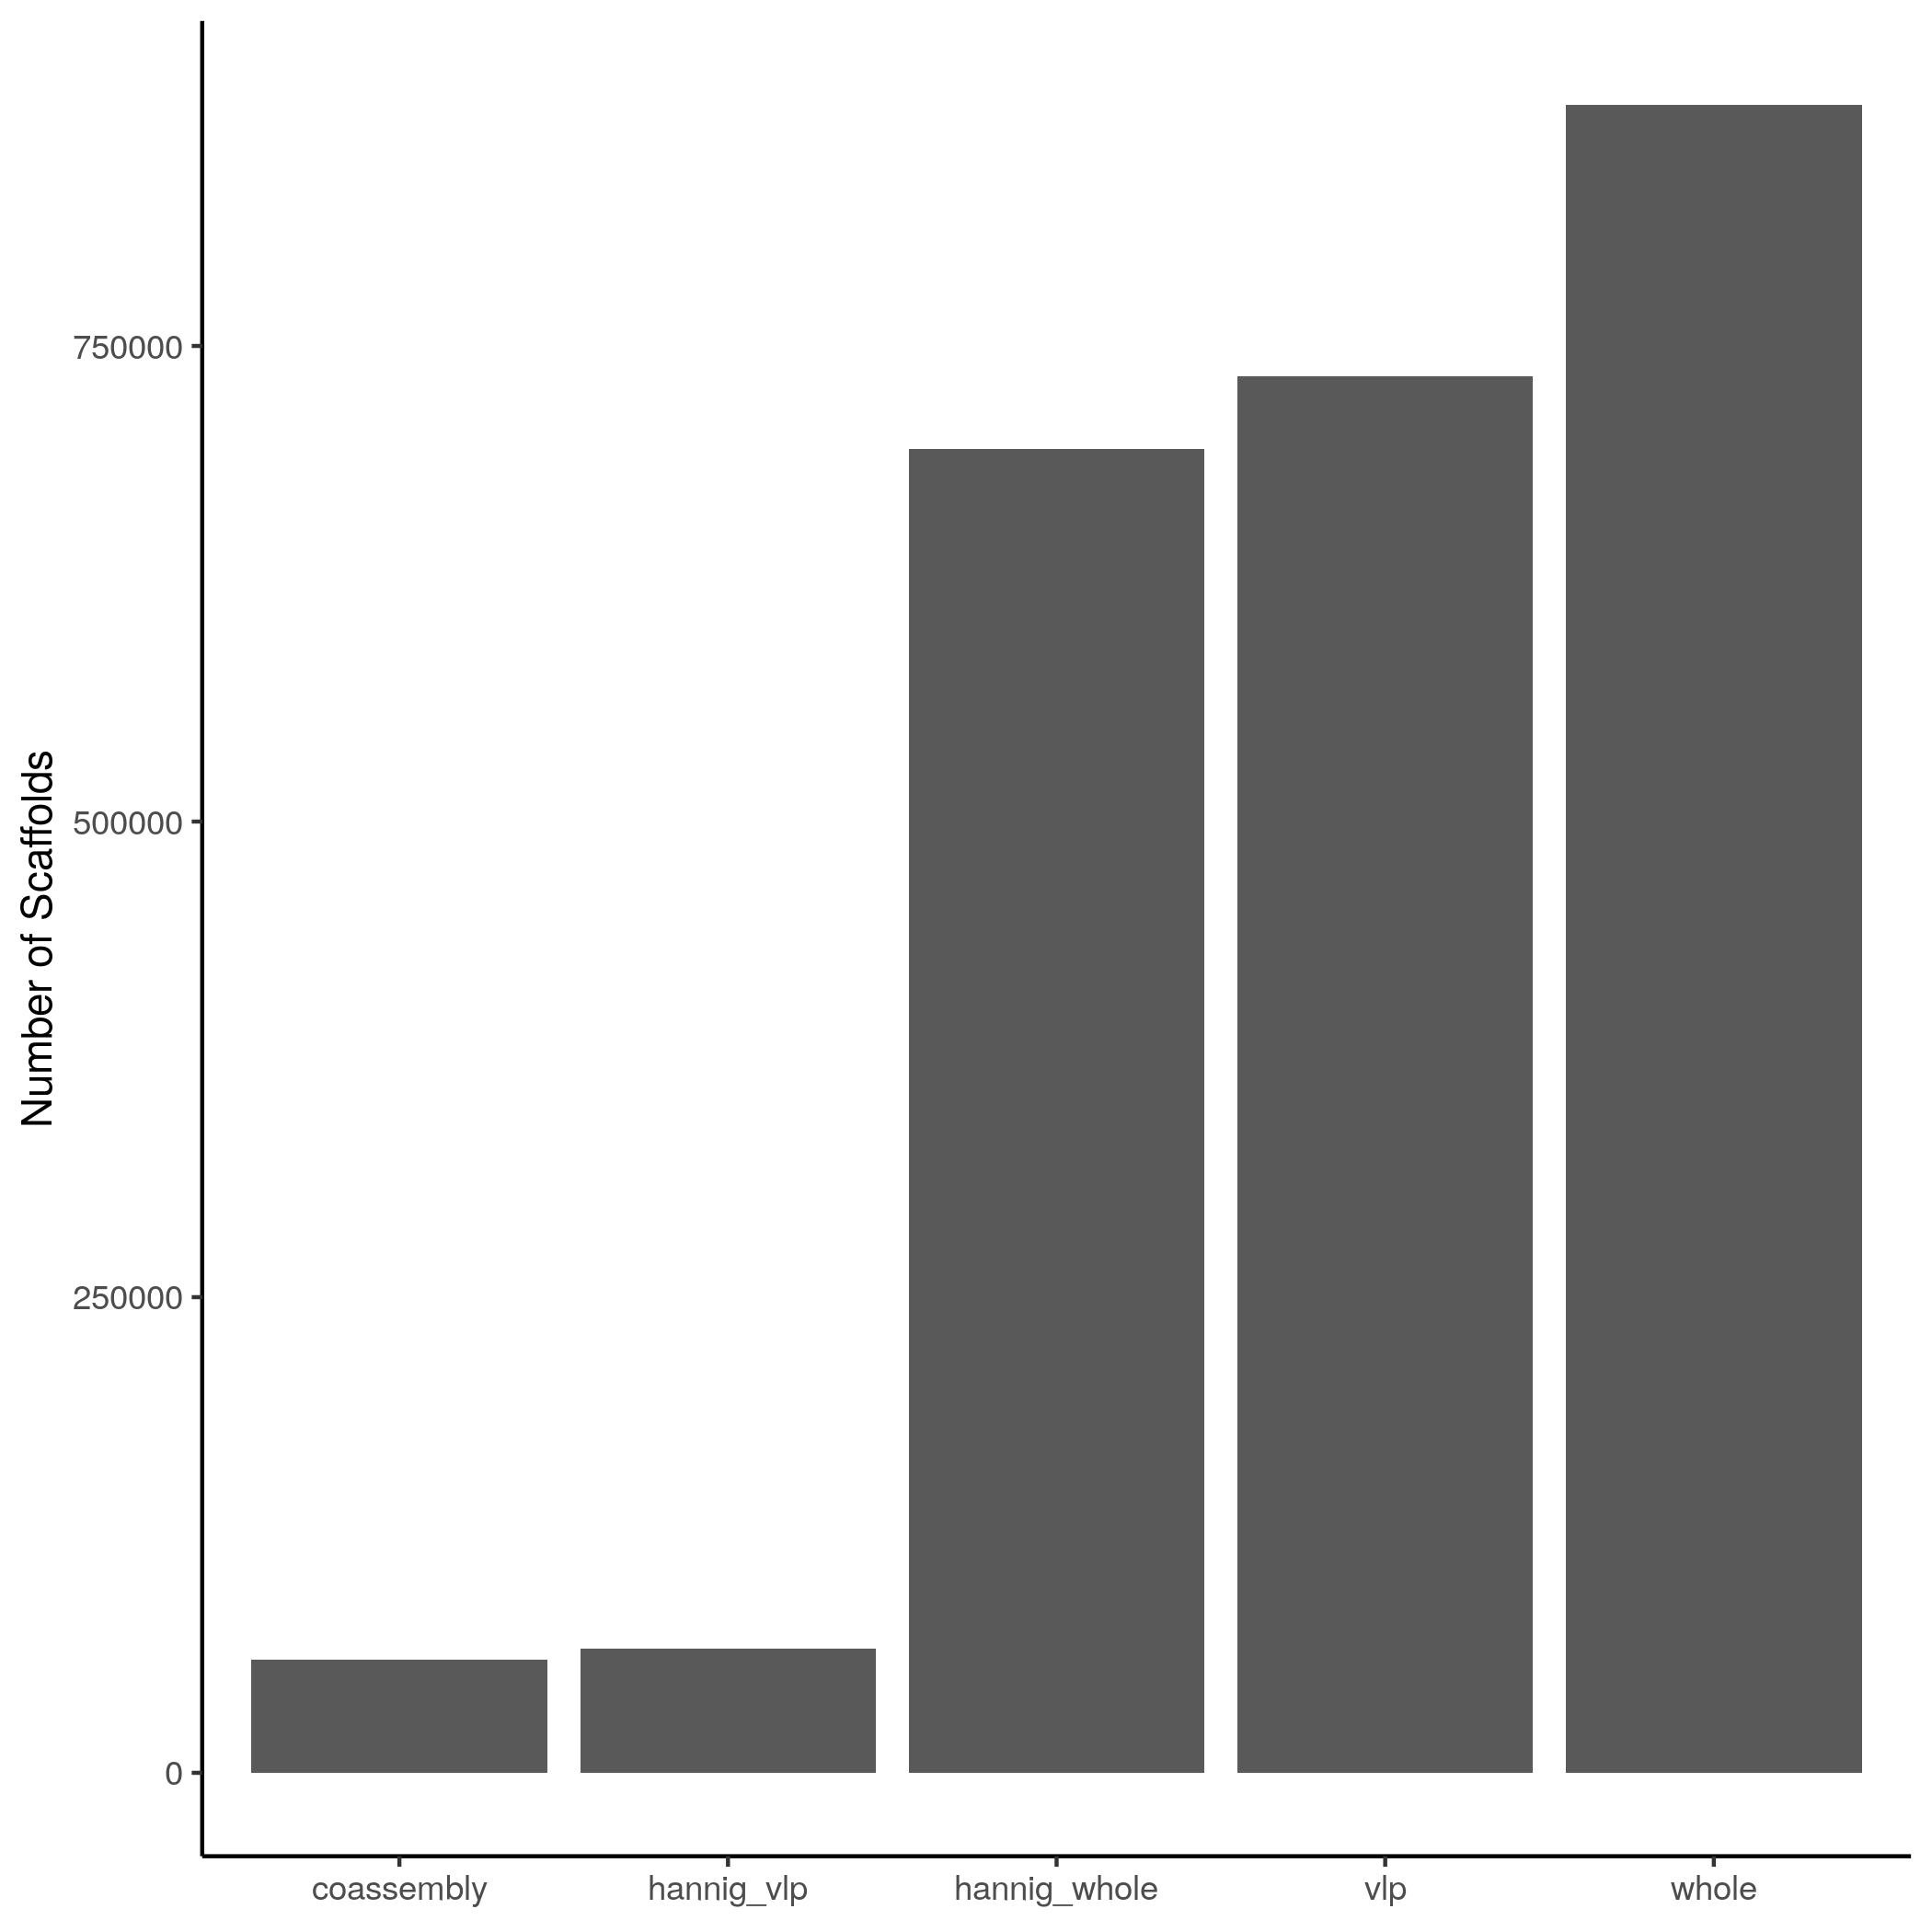 Number of Scaffolds
750000
500000
250000
0
coassembly
hannig_vlp
hannig_whole
vlp
whole